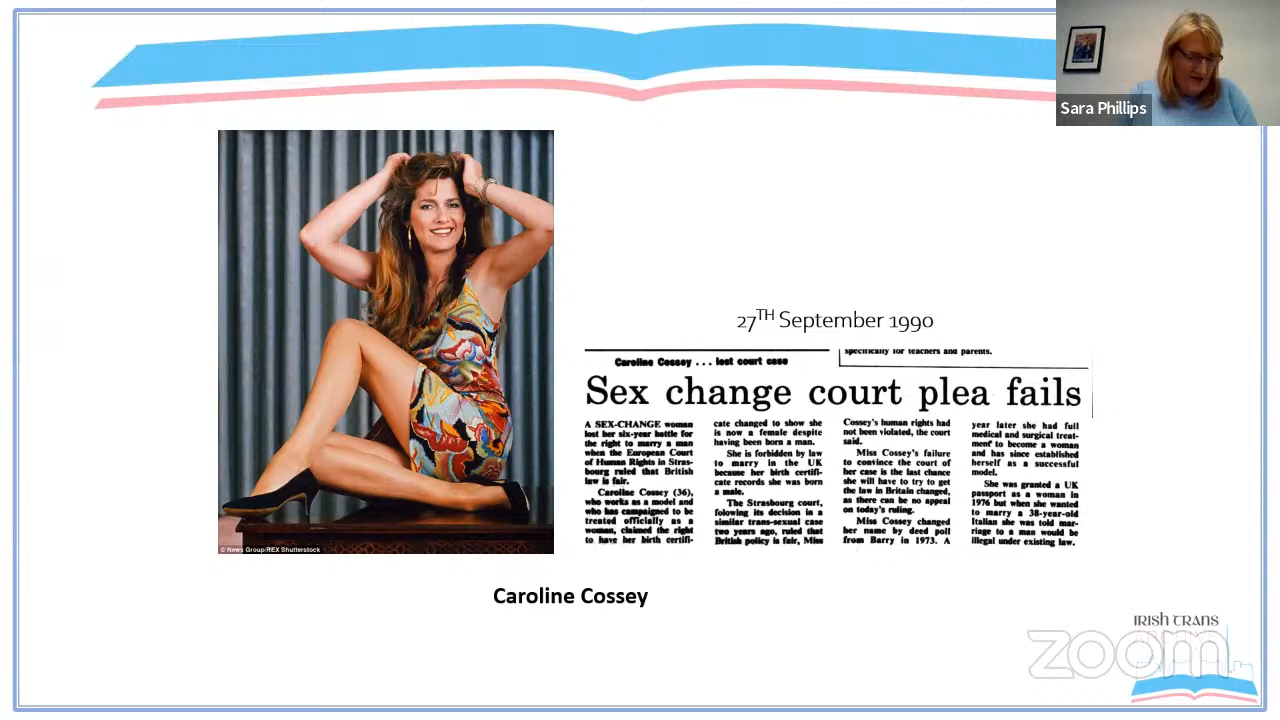 Sara Phillips
27TH September 1990
Caroline Cossey . . . lost court case
specifically for teachers and parents.
Sex change court plea fails
A SEX-CHANGE woman
lost her six-year battle for
the right to marry a man
when the European Court
of Human Rights in Stras-
bourg ruled that British
law is fair.
Caroline Cossey (36),
who works as a model and
who has campaigned to be
treated officially as a
woman, claimed the right
to have her birth certifi-
cate changed to show she
is now a female despite
having been born a man.
She is forbidden by law
to marry in the UK
because her birth certifi-
cate records she was born
a male.
The Strasbourg court,
folowing its decision in a
similar trans-sexual case
two years ago, ruled that
British policy is fair, Miss
Cossey's human rights had
not been violated, the court
said.
Miss Cossey's failure
to convince the court of
her case is the last chance
she will have to try to get
the law in Britain changed,
as there can be no appeal
on today's ruling.
Miss Cossey changed
her name by deed poll
from Barry in 1973. A
year later she had full
medical and surgical treat-
ment to become a woman
and has since established
herself as a successful
model.
She was granted a UK
passport as a woman in
1976 but when she wanted
to marry a 38-year-old
Italian she was told mar-
riage to a man would be
illegal under existing law.
© News Group/REX Shutterstock
Caroline Cossey
IRISH TRANS
zoom